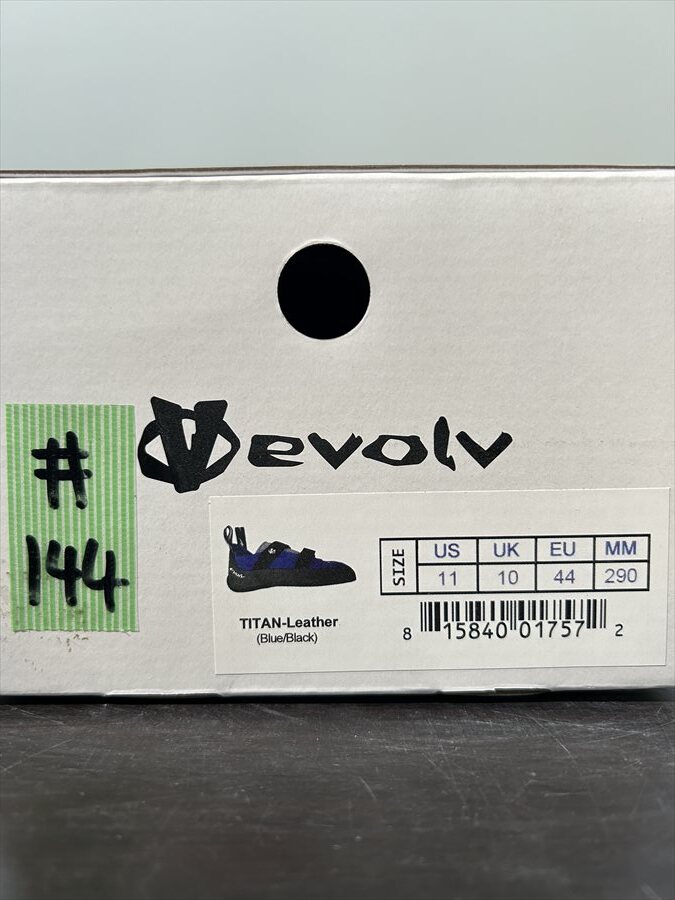 #
144
evolv
TITAN-Leather
(Blue/Black)
SIZE
US UK EU MM
11 10 44 290
8 15840 01757 2